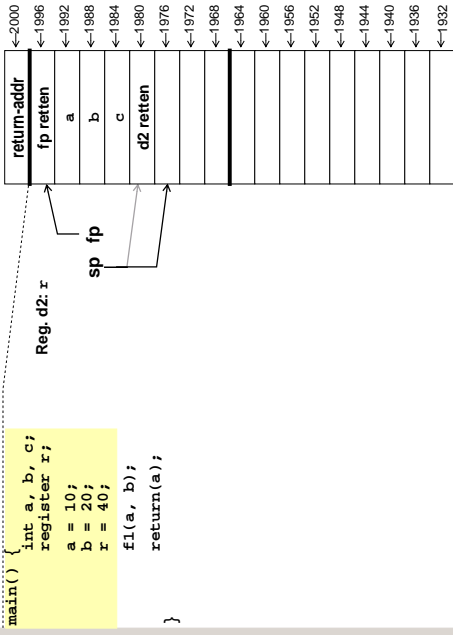 main() {
int a, b, c;
register r;
a = 10;
b = 20;
r = 40;
f1(a, b);
return(a);
}
Reg. d2: r
sp fp
return-addr
fp retten
a
b
c
d2 retten
2000
1996
1992
1988
1984
1980
1976
1972
1968
1964
1960
1956
1952
1948
1944
1940
1936
1932